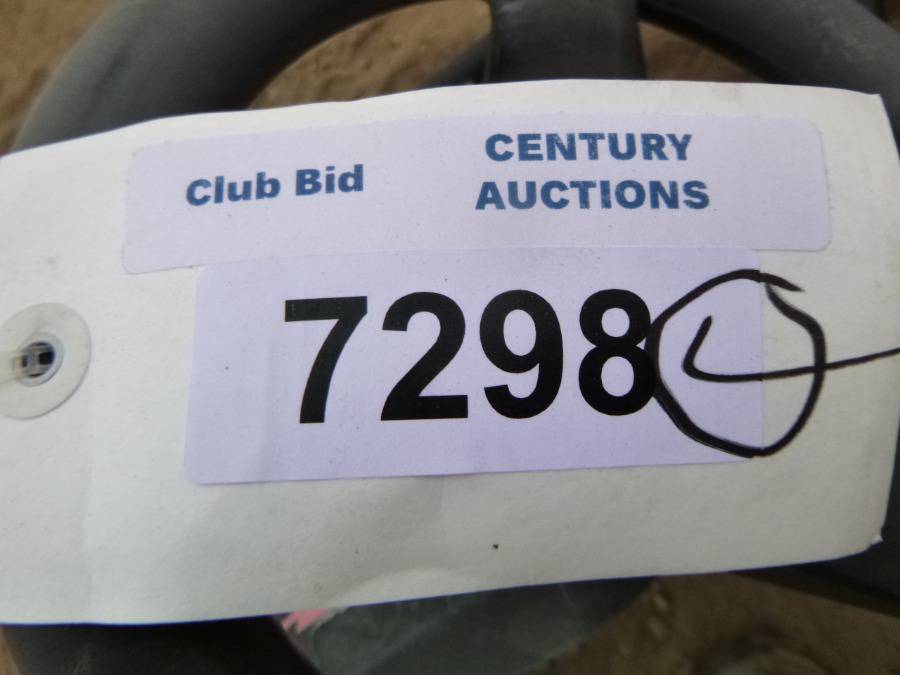 Club Bid
CENTURY
AUCTIONS
7298